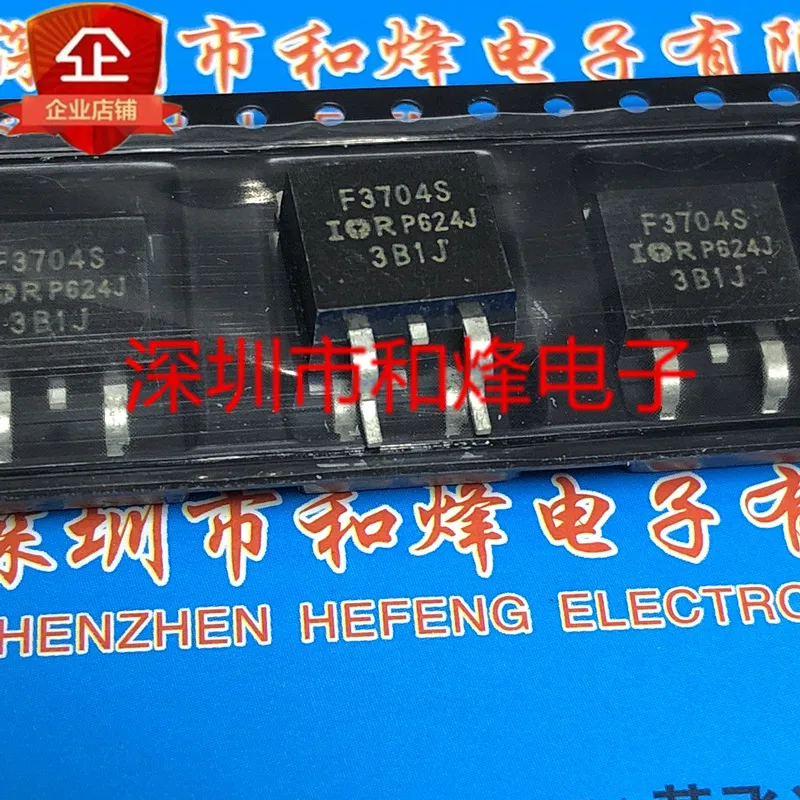 深圳市和烽电子有限
企
企业店铺
F3704S
IOR P624J
3B1J
F3704S
IOR P624J
3B1J
F3704S
IOR P624J
3B1J
深圳市和烽电子
深圳市和烽电子有
SHENZHEN HEFENG ELECTRO